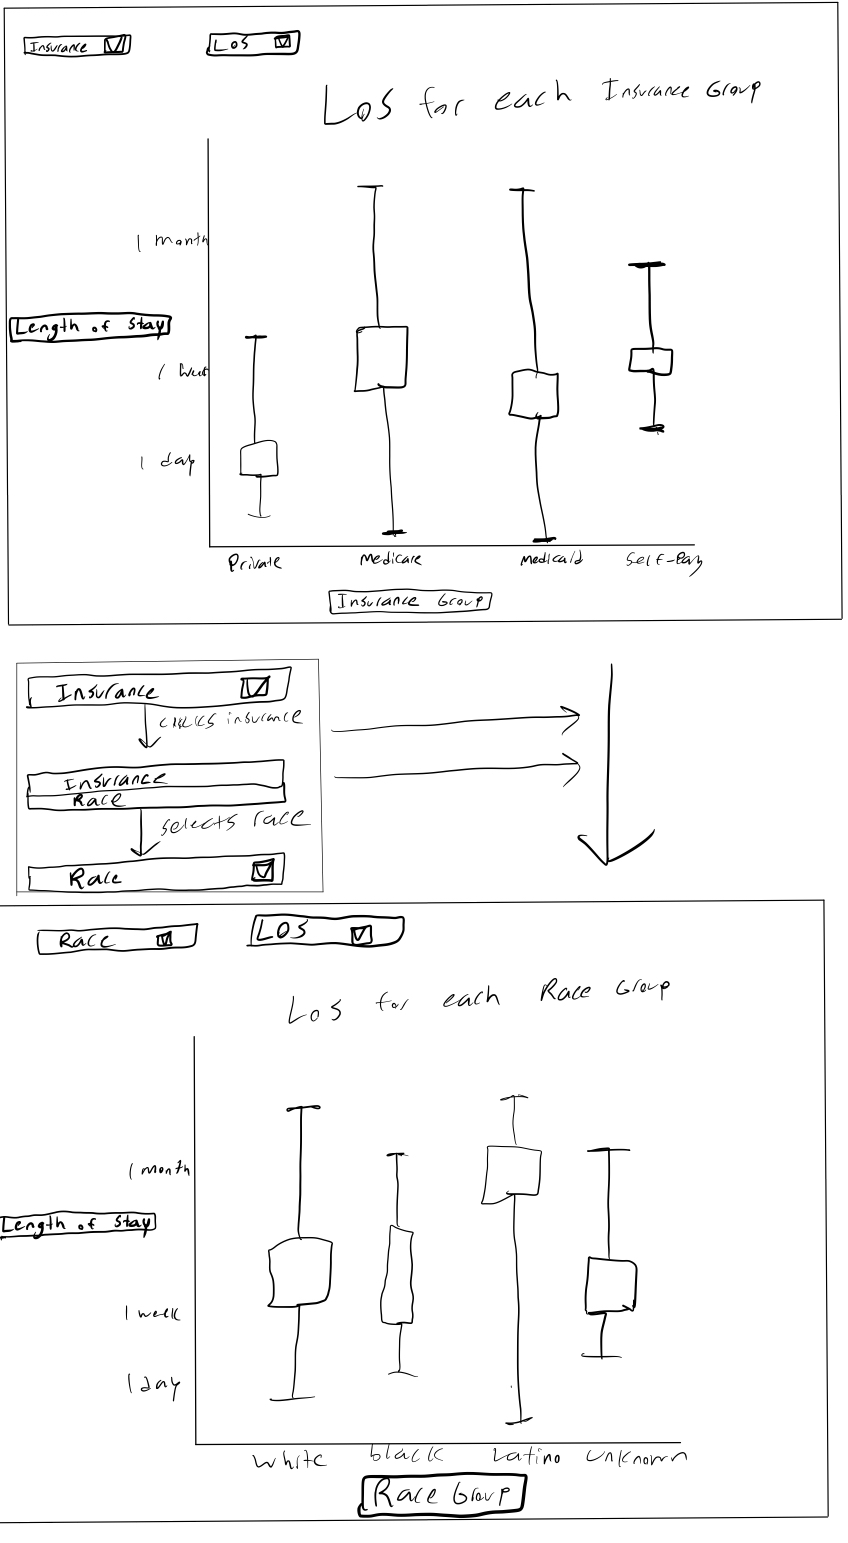 Insurance
LOS
LOS for each Insurance Group
1 month
Length of Stay
1 week
1 day
Private Medicare Medicaid Self-Pay
Insurance Group
Insurance
clicks insurance
Insurance
Race
selects race
Race
Race
LOS
LOS for each Race Group
1 month
Length of Stay
1 week
1 day
White black Latino Unknown
Race Group